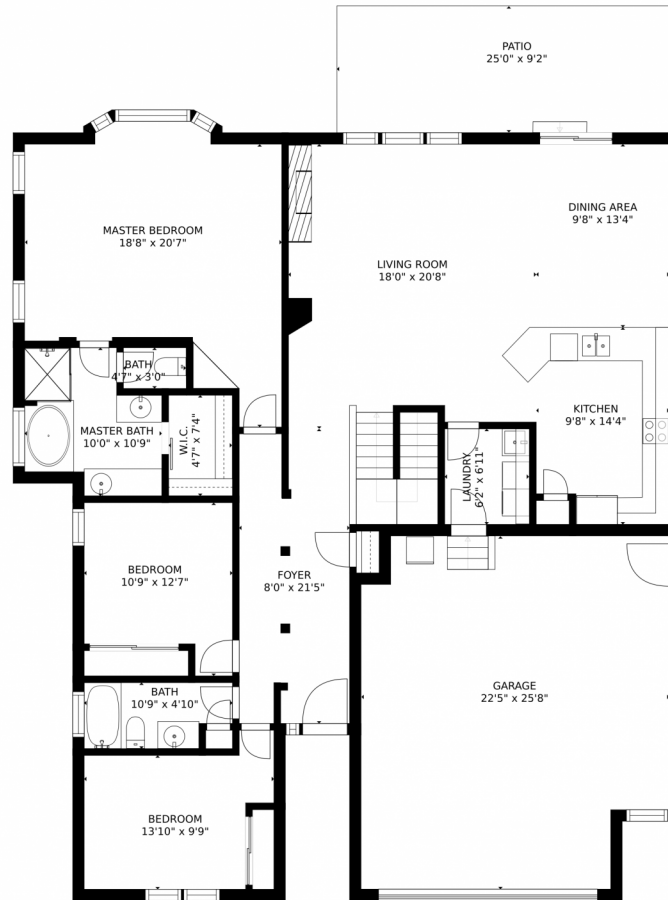 PATIO
25'0" x 9'2"
MASTER BEDROOM
18'8" x 20'7"
DINING AREA
9'8" x 13'4"
LIVING ROOM
18'0" x 20'8"
BATH
4'7" x 3'0"
MASTER BATH
10'0" x 10'9"
W.I.C.
4'7" x 7'4"
KITCHEN
9'8" x 14'4"
LAUNDRY
6'2" x 6'11"
BEDROOM
10'9" x 12'7"
FOYER
8'0" x 21'5"
BATH
10'9" x 4'10"
GARAGE
22'5" x 25'8"
BEDROOM
13'10" x 9'9"